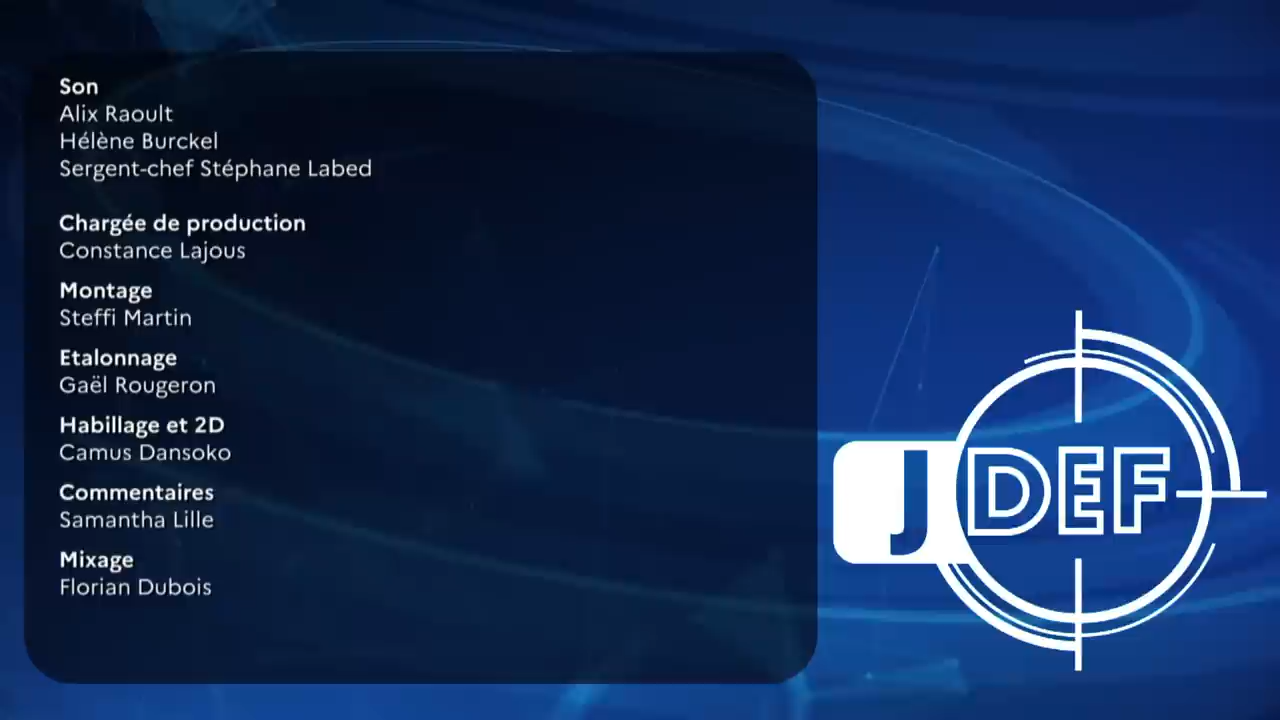 Son
Alix Raoult
Hélène Burckel
Sergent-chef Stéphane Labed
Chargée de production
Constance Lajous
Montage
Steffi Martin
Etalonnage
Gaël Rougeron
Habillage et 2D
Camus Dansoko
Commentaires
Samantha Lille
Mixage
Florian Dubois
JDEF